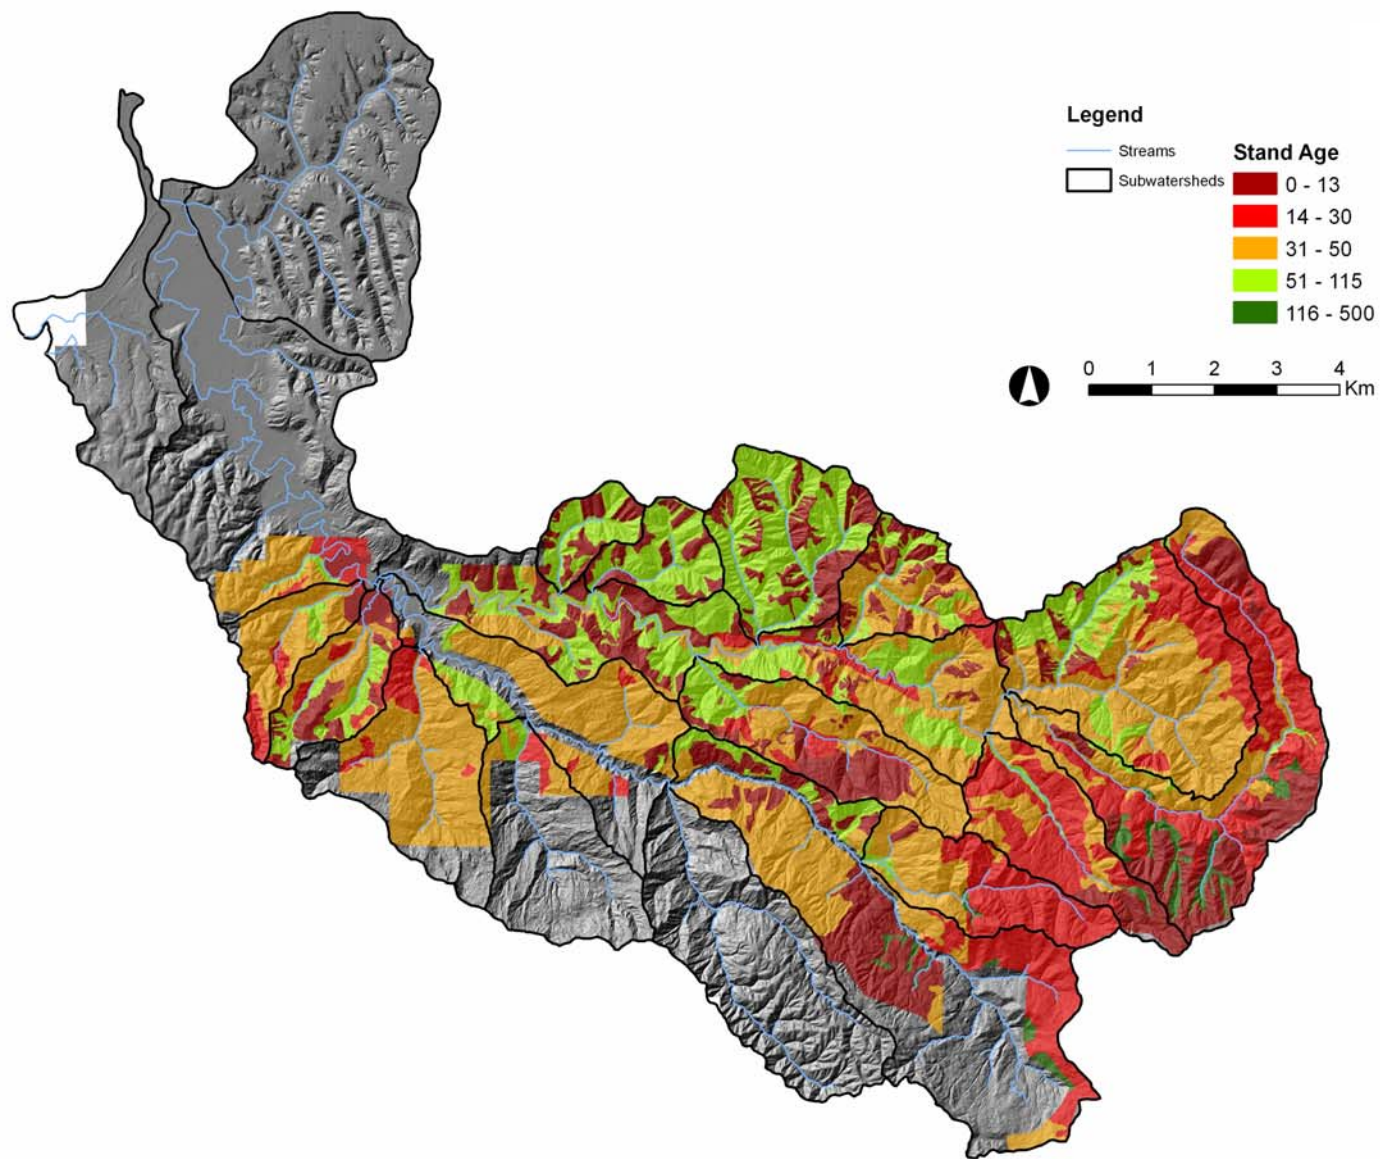 Legend
Streams
Subwatersheds
Stand Age
0 - 13
14 - 30
31 - 50
51 - 115
116 - 500
0 1 2 3 4
Km